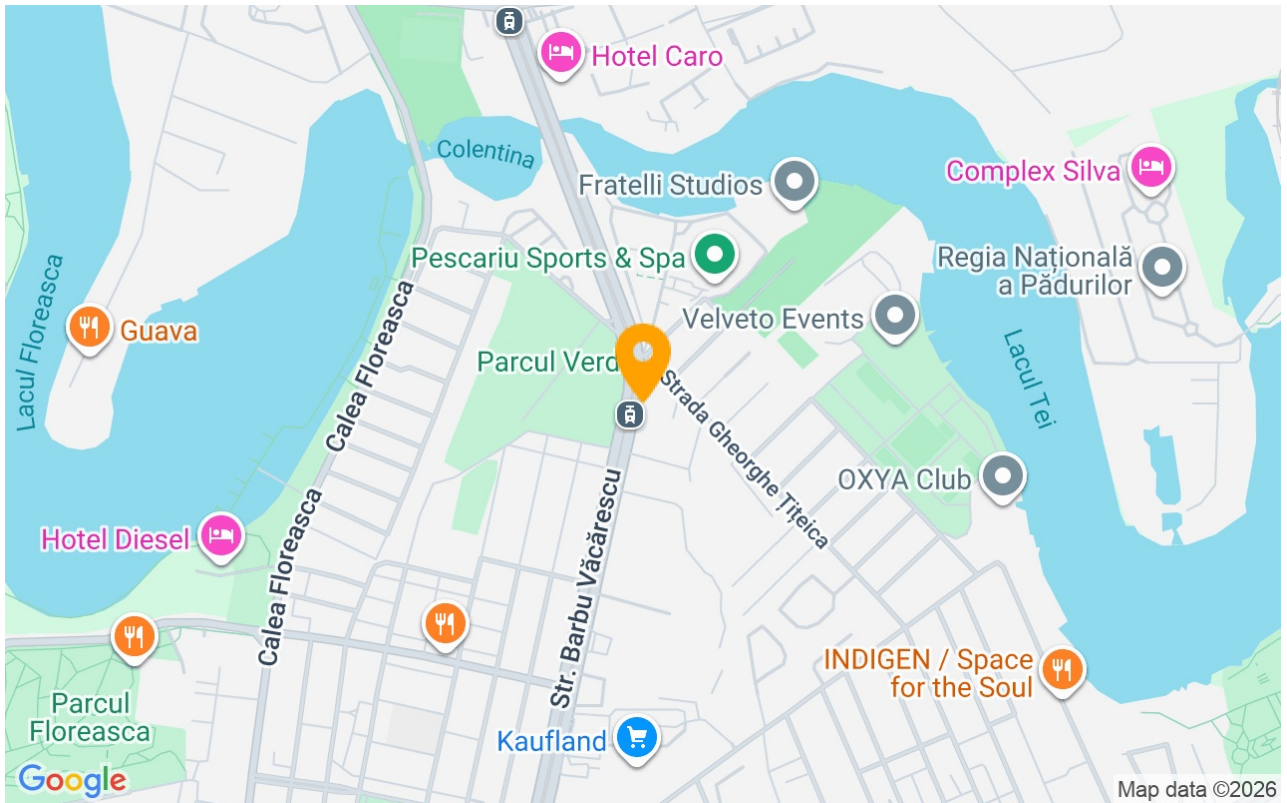 Hotel Caro
Colentina
Fratelli Studios
Complex Silva
Pescariu Sports & Spa
Regia Națională
a Pădurilor
Lacul Floreasca
Guava
Calea Floreasca
Velveto Events
Parcul Verd
Strada Gheorghe Țițeica
Lacul Tei
OXYA Club
Hotel Diesel
Calea Floreasca
Str. Barbu Văcărescu
INDIGEN / Space
for the Soul
Parcul
Floreasca
Kaufland
Google
Map data ©2026